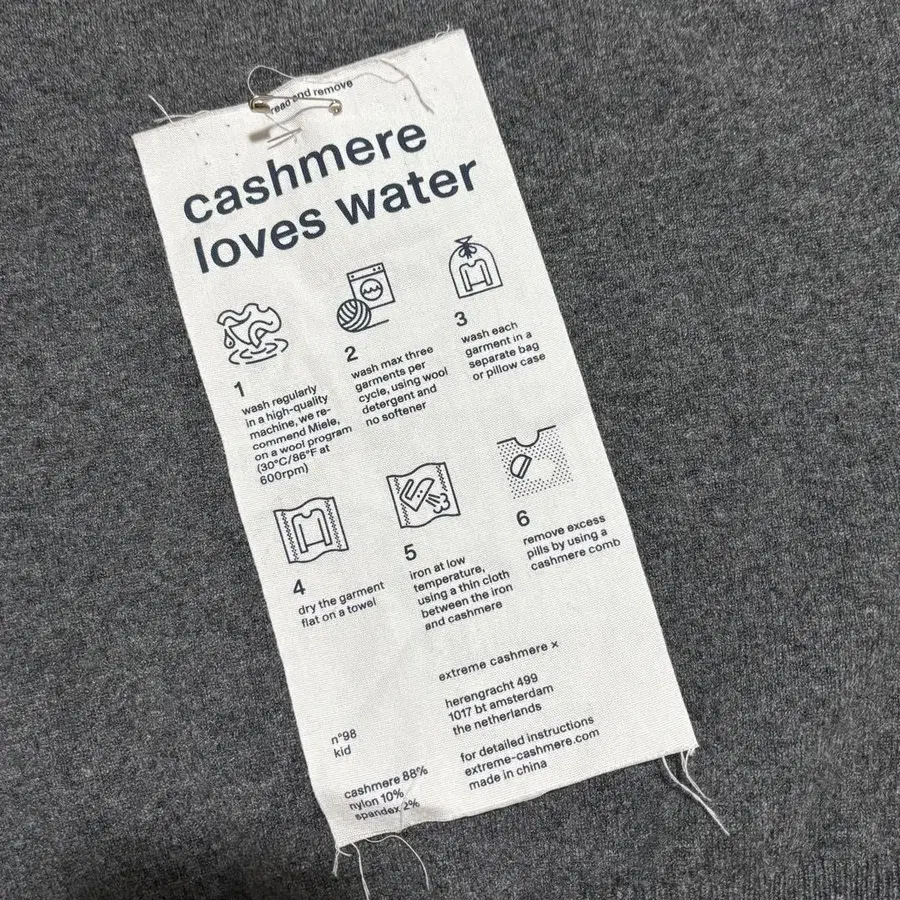 read and remove
cashmere
loves water
1
wash regularly
in a high-quality
machine, we re-
commend Miele,
on a wool program
(30°C/86°F at
600rpm)
2
wash max three
garments per
cycle, using wool
detergent and
no softener
3
wash each
garment in a
separate bag
or pillow case
4
dry the garment
flat on a towel
5
iron at low
temperature,
using a thin cloth
between the iron
and cashmere
6
remove excess
pills by using a
cashmere comb
n°98
kid
cashmere 88%
nylon 10%
spandex 2%
extreme cashmere x
herengracht 499
1017 bt amsterdam
the netherlands
for detailed instructions
extreme-cashmere.com
made in china